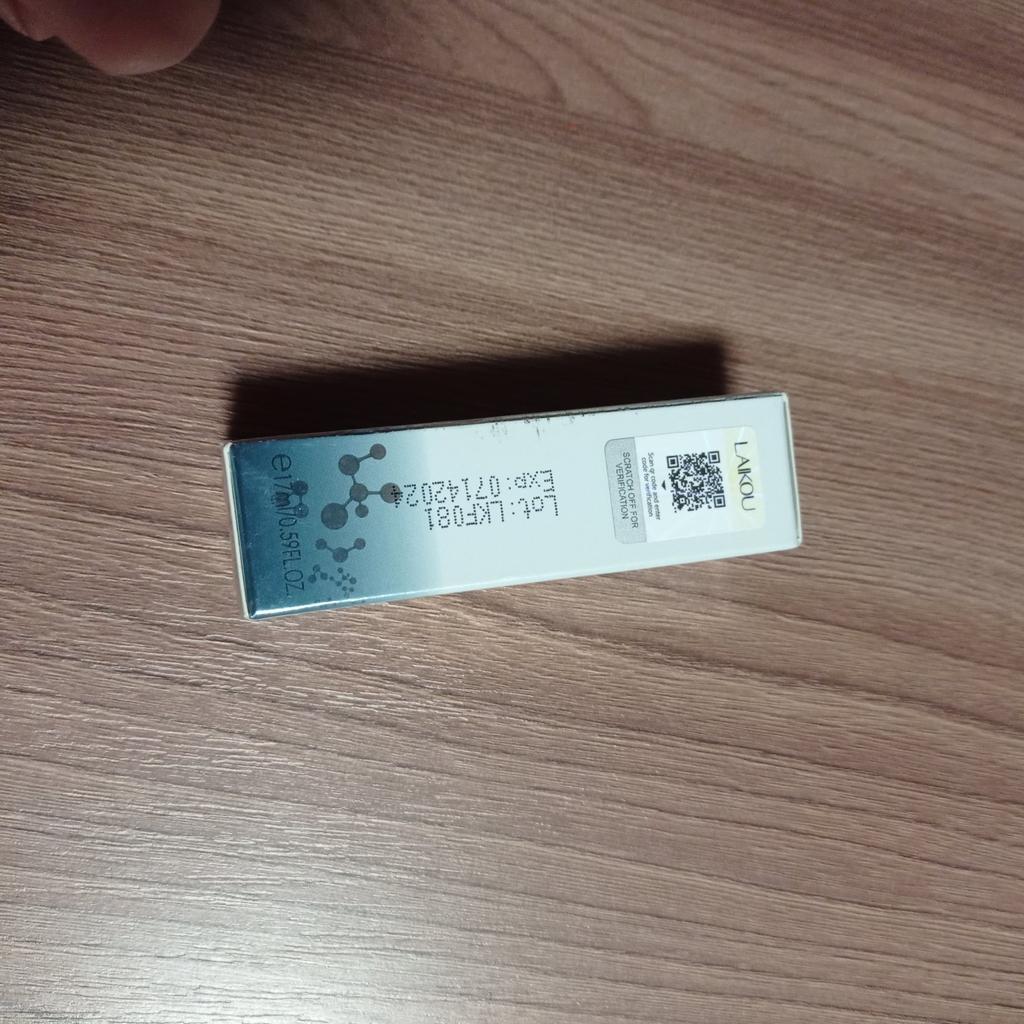 LAIKOU
Scan qr code and enter
code for verification
SCRATCH OFF FOR
VERIFICATION
Lot: LKF081
Exp: 07142024
e17ml/0.59FL.OZ.